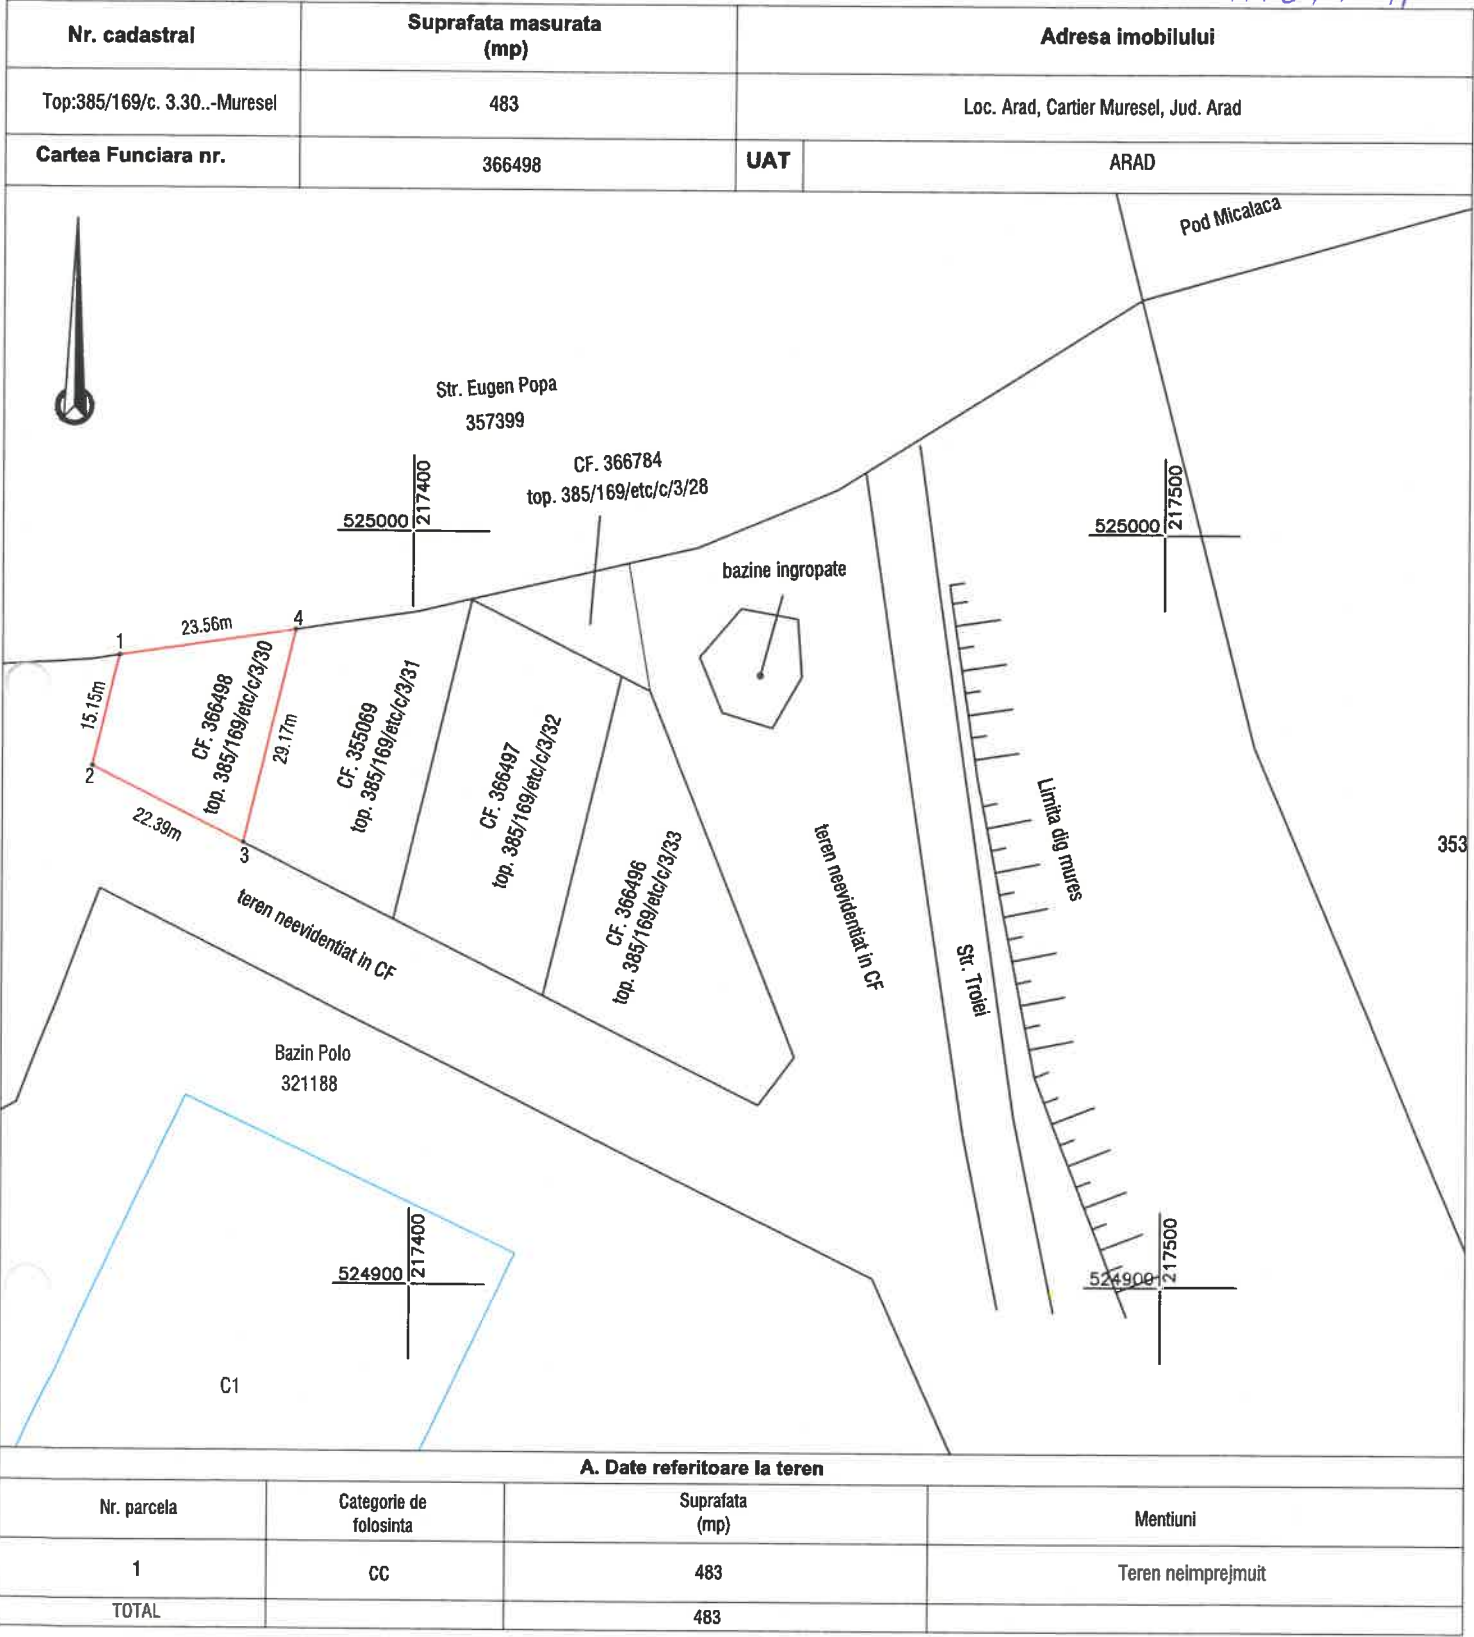 Nr. cadastral
Suprafata masurata
(mp)
Adresa imobilului
Top:385/169/c. 3.30..-Muresel
483
Loc. Arad, Cartier Muresel, Jud. Arad
Cartea Funciara nr.
366498
UAT
ARAD
Pod Micalaca
Str. Eugen Popa
357399
CF. 366784
top. 385/169/etc/c/3/28
525000
217400
525000
217500
bazine ingropate
1
23.56m
4
15.15m
CF. 366498
top. 385/169/etc/c/3/30
29.17m
2
22.39m
3
CF. 355069
top. 385/169/etc/c/3/31
CF. 366497
top. 385/169/etc/c/3/32
CF. 366496
top. 385/169/etc/c/3/33
teren neevidentiat in CF
Limita dig mures
353
teren neevidentiat in CF
Str. Troiei
Bazin Polo
321188
524900
217400
524900
217500
C1
A. Date referitoare la teren
Nr. parcela
Categorie de
folosinta
Suprafata
(mp)
Mentiuni
1
CC
483
Teren neimprejmuit
TOTAL
483